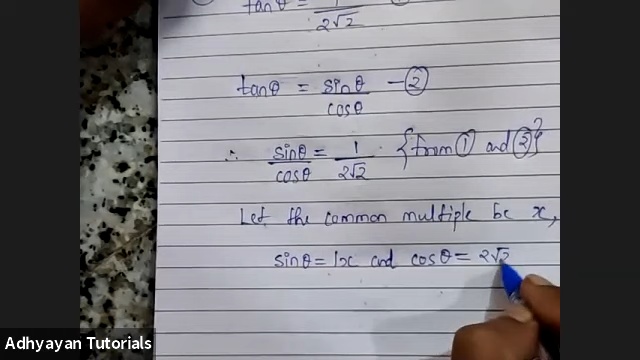 tanθ = 1/2√2
tanθ = sinθ/cosθ —②
∴ sinθ/cosθ = 1/2√2 {from ① and ②}
Let the common multiple be x,
sinθ = 1x and cosθ = 2√2
Adhyayan Tutorials